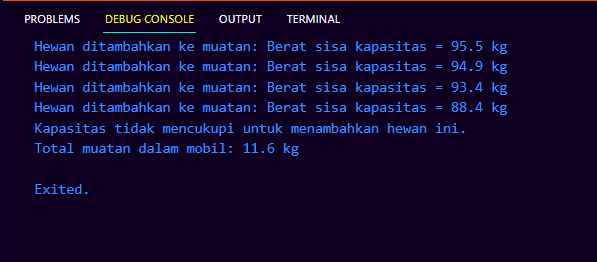 PROBLEMS DEBUG CONSOLE OUTPUT TERMINAL
Hewan ditambahkan ke muatan: Berat sisa kapasitas = 95.5 kg
Hewan ditambahkan ke muatan: Berat sisa kapasitas = 94.9 kg
Hewan ditambahkan ke muatan: Berat sisa kapasitas = 93.4 kg
Hewan ditambahkan ke muatan: Berat sisa kapasitas = 88.4 kg
Kapasitas tidak mencukupi untuk menambahkan hewan ini.
Total muatan dalam mobil: 11.6 kg
Exited.